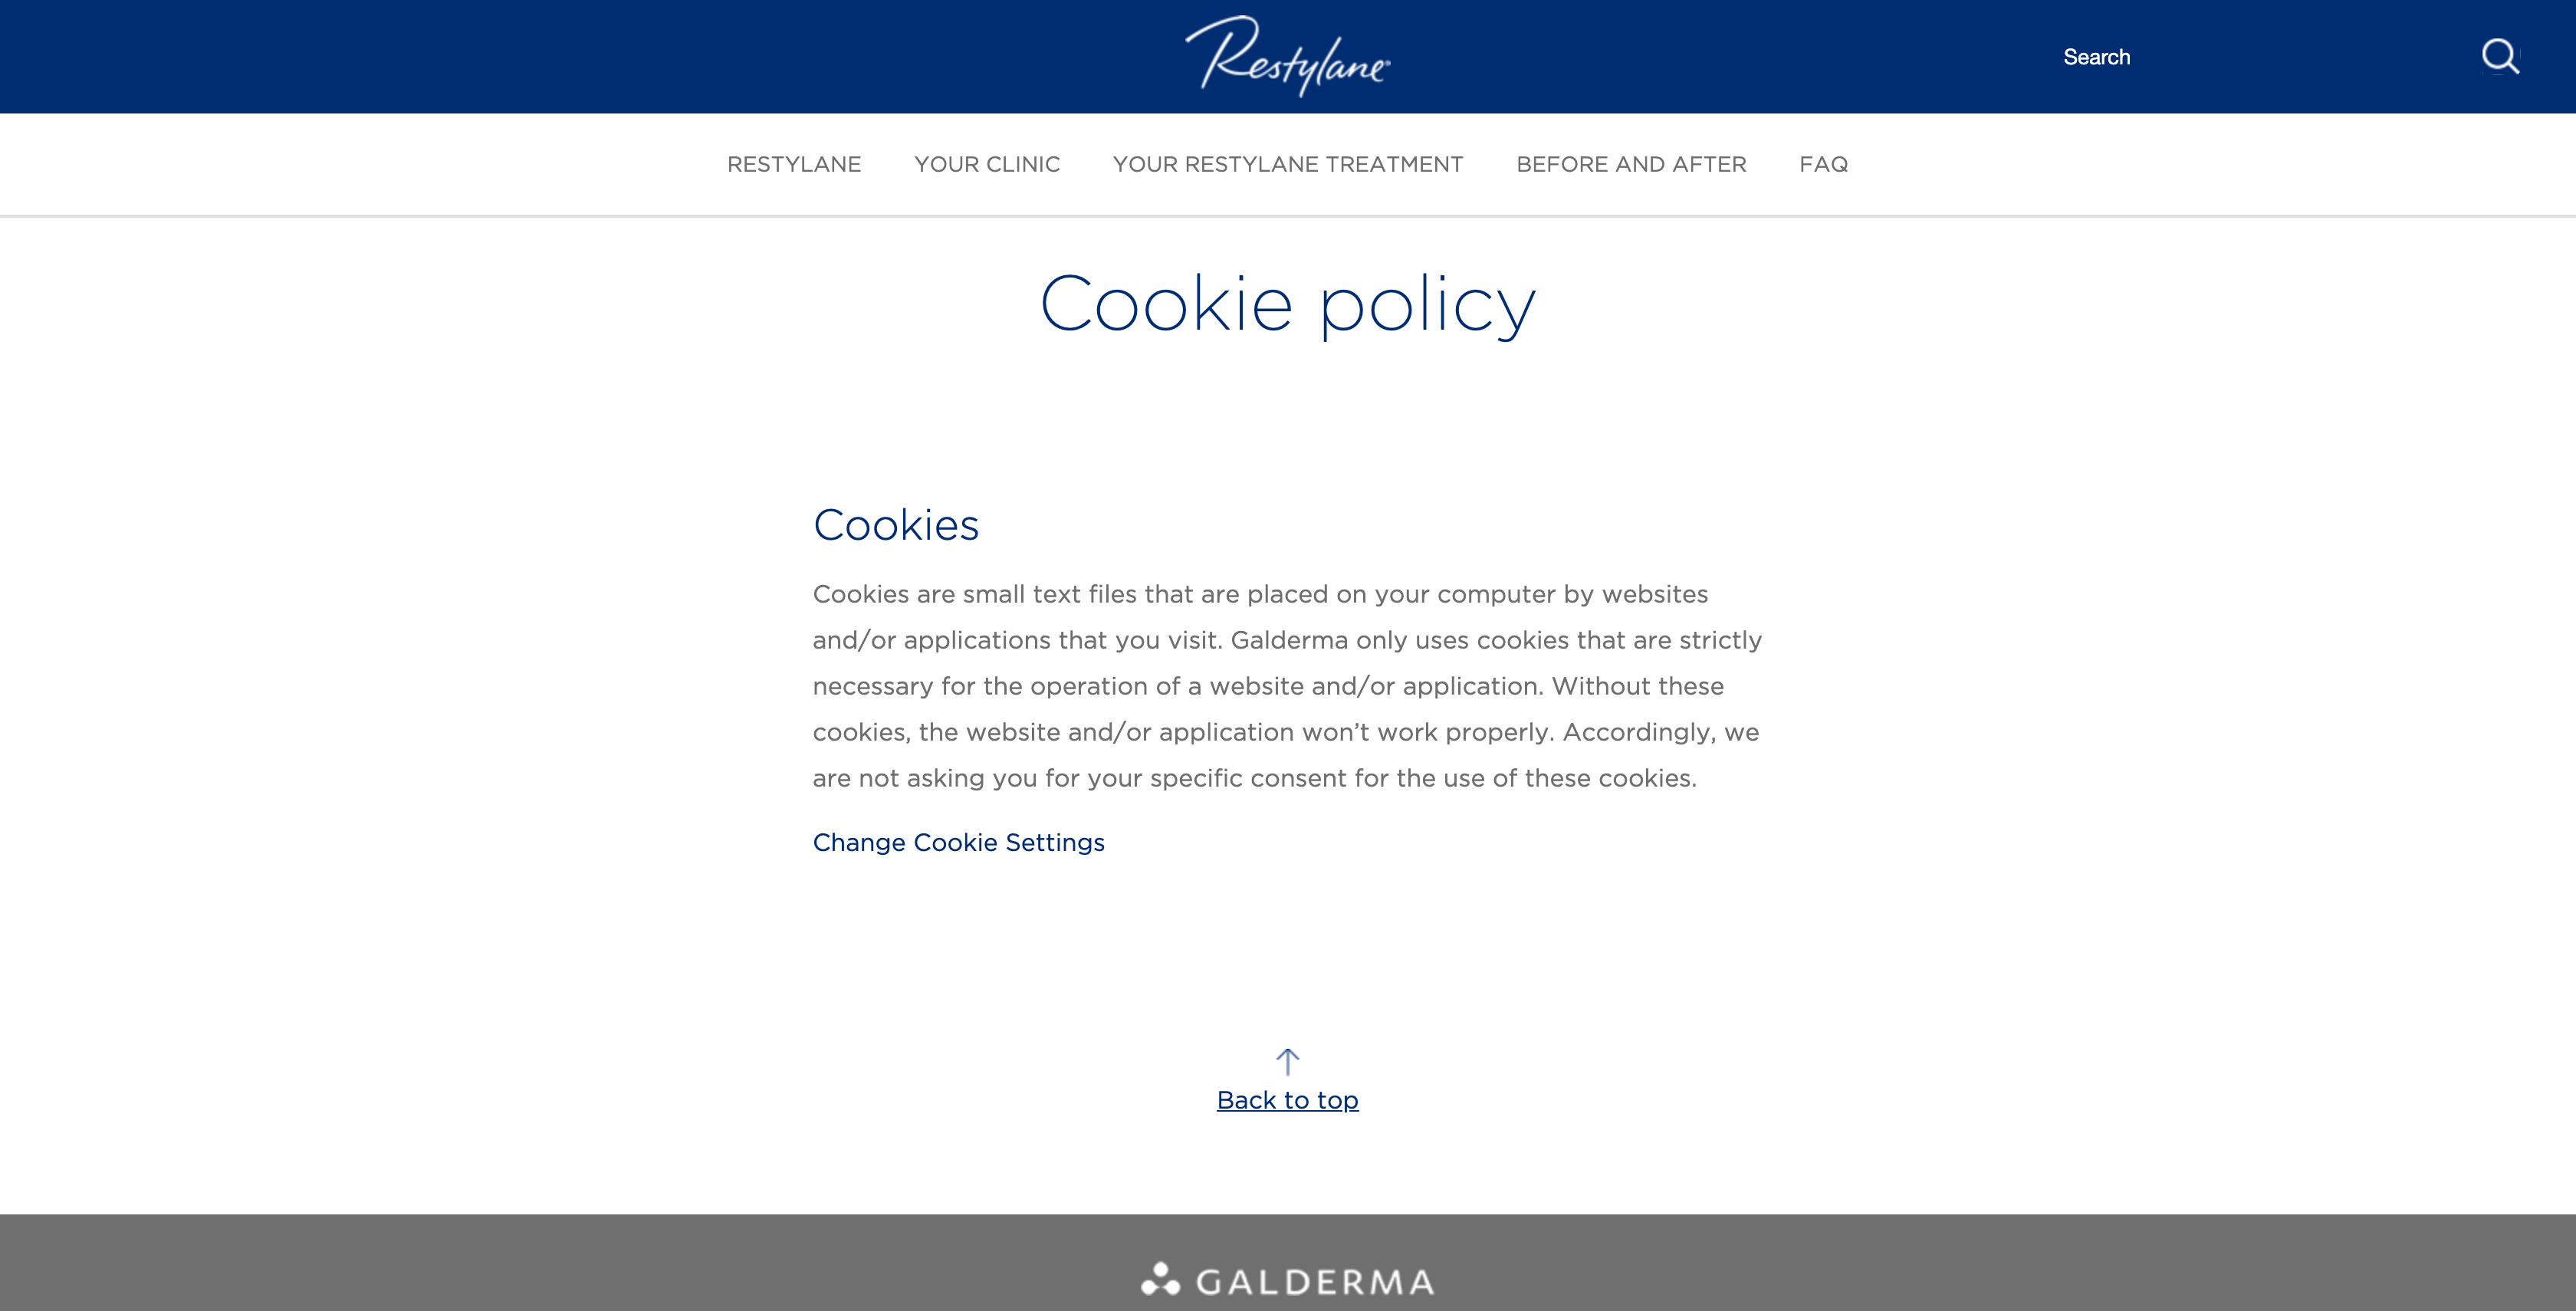 Restylane
Search
RESTYLANE
YOUR CLINIC
YOUR RESTYLANE TREATMENT
BEFORE AND AFTER
FAQ
Cookie policy
Cookies
Cookies are small text files that are placed on your computer by websites
and/or applications that you visit. Galderma only uses cookies that are strictly
necessary for the operation of a website and/or application. Without these
cookies, the website and/or application won’t work properly. Accordingly, we
are not asking you for your specific consent for the use of these cookies.
Change Cookie Settings
Back to top
GALDERMA